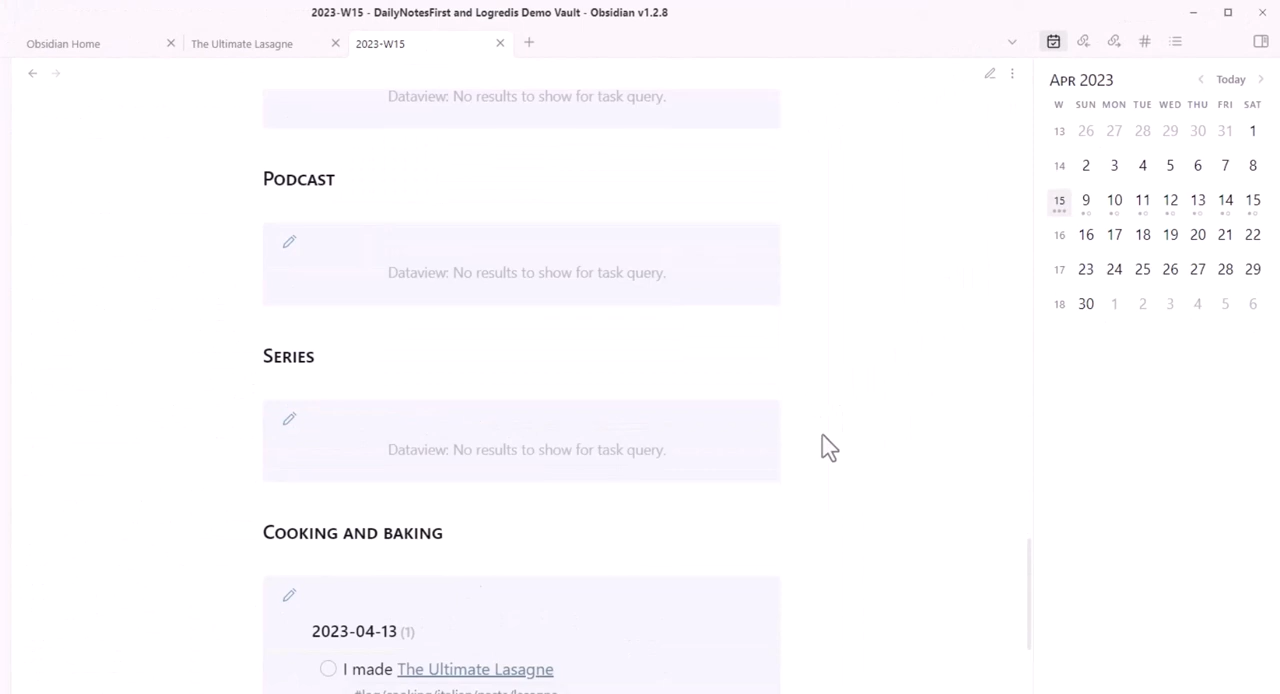 2023-W15 - DailyNotesFirst and Logredis Demo Vault - Obsidian v1.2.8
Obsidian Home
The Ultimate Lasagne
2023-W15
Dataview: No results to show for task query.
PODCAST
Dataview: No results to show for task query.
SERIES
Dataview: No results to show for task query.
COOKING AND BAKING
2023-04-13 (1)
I made The Ultimate Lasagne
#log/cooking/italian/pasta/lasagne
APR 2023
Today
W SUN MON TUE WED THU FRI SAT
13 26 27 28 29 30 31 1
14 2 3 4 5 6 7 8
15 9 10 11 12 13 14 15
16 16 17 18 19 20 21 22
17 23 24 25 26 27 28 29
18 30 1 2 3 4 5 6